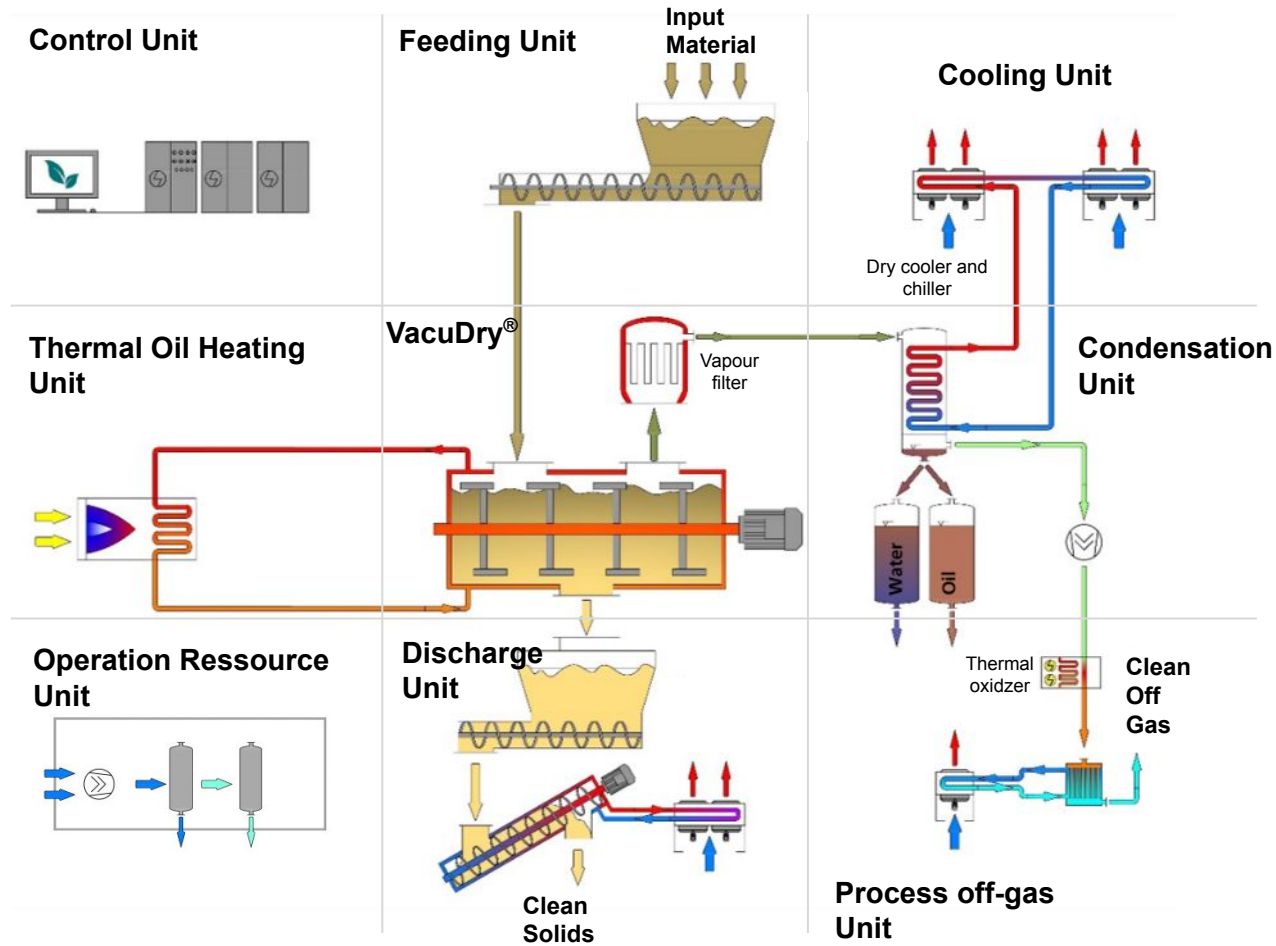 Control Unit
Feeding Unit
Input
Material
Cooling Unit
Dry cooler and
chiller
Thermal Oil Heating
Unit
VacuDry®
Vapour
filter
Condensation
Unit
Water
Oil
Operation Ressource
Unit
Discharge
Unit
Thermal
oxidzer
Clean
Off
Gas
Clean
Solids
Process off-gas
Unit